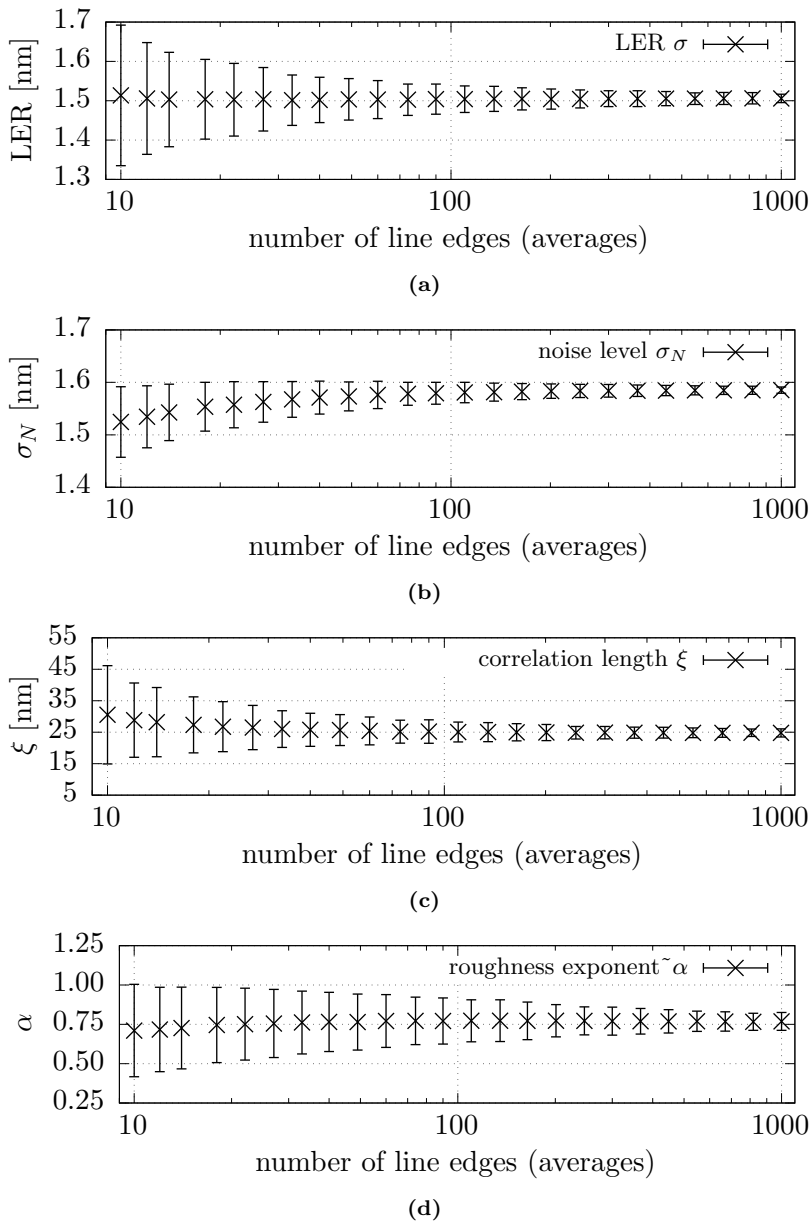 1.7
1.6
1.5
1.4
1.3
LER [nm]
LER σ
10 100 1000
number of line edges (averages)
(a)
1.7
1.6
1.5
1.4
σ_N [nm]
noise level σ_N
10 100 1000
number of line edges (averages)
(b)
55
45
35
25
15
5
ξ [nm]
correlation length ξ
10 100 1000
number of line edges (averages)
(c)
1.25
1.00
0.75
0.50
0.25
α
roughness exponent˜α
10 100 1000
number of line edges (averages)
(d)